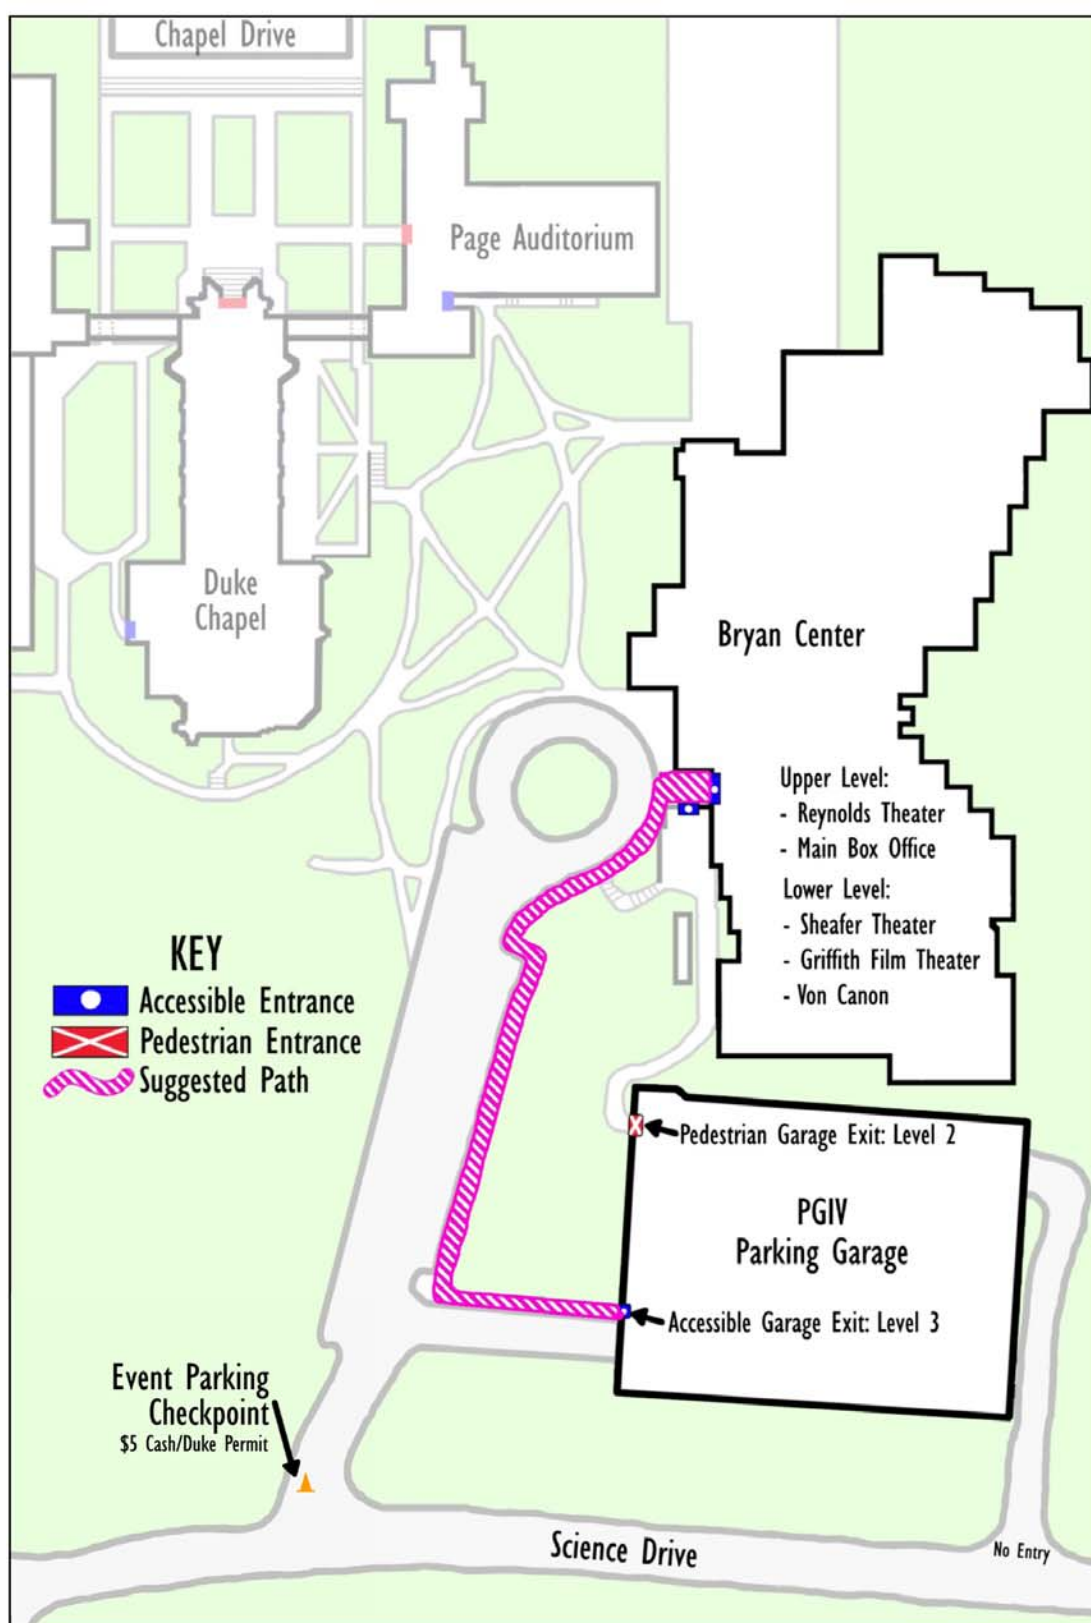 Chapel Drive
Page Auditorium
Duke
Chapel
Bryan Center
Upper Level:
- Reynolds Theater
- Main Box Office
Lower Level:
- Sheafer Theater
- Griffith Film Theater
- Von Canon
KEY
Accessible Entrance
Pedestrian Entrance
Suggested Path
Pedestrian Garage Exit: Level 2
PGIV
Parking Garage
Accessible Garage Exit: Level 3
Event Parking
Checkpoint
$5 Cash/Duke Permit
Science Drive
No Entry